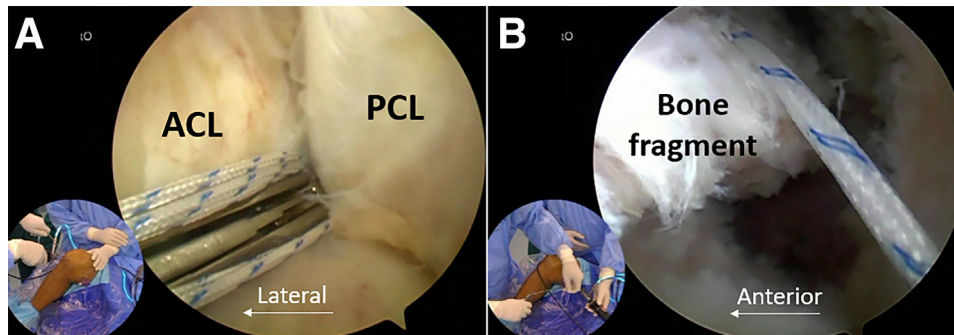 A
ACL
PCL
Lateral
B
Bone
fragment
Anterior